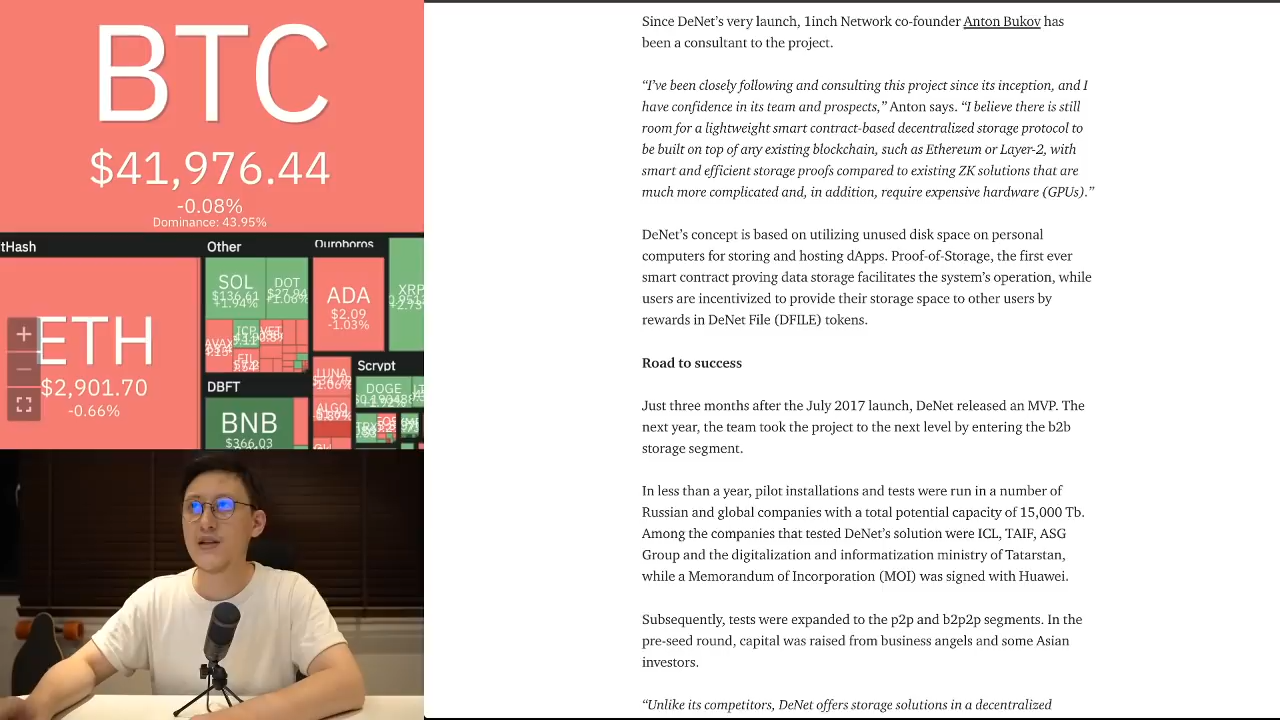 BTC
$41,976.44
-0.08%
Dominance: 43.95%
tHash
Other
Ouroboros
SOL
$136.61
+1.94%
DOT
$27.94
+1.06%
ADA
$2.09
-1.03%
XRP
+
−
ETH
$2,901.70
-0.66%
ICP
VET
AVAX
FIL
DBFT
BNB
$366.03
LUNA
ALGO
Scrypt
DOGE
Since DeNet’s very launch, 1inch Network co-founder Anton Bukov has
been a consultant to the project.
“I’ve been closely following and consulting this project since its inception, and I
have confidence in its team and prospects,” Anton says. “I believe there is still
room for a lightweight smart contract-based decentralized storage protocol to
be built on top of any existing blockchain, such as Ethereum or Layer-2, with
smart and efficient storage proofs compared to existing ZK solutions that are
much more complicated and, in addition, require expensive hardware (GPUs).”
DeNet’s concept is based on utilizing unused disk space on personal
computers for storing and hosting dApps. Proof-of-Storage, the first ever
smart contract proving data storage facilitates the system’s operation, while
users are incentivized to provide their storage space to other users by
rewards in DeNet File (DFILE) tokens.
Road to success
Just three months after the July 2017 launch, DeNet released an MVP. The
next year, the team took the project to the next level by entering the b2b
storage segment.
In less than a year, pilot installations and tests were run in a number of
Russian and global companies with a total potential capacity of 15,000 Tb.
Among the companies that tested DeNet’s solution were ICL, TAIF, ASG
Group and the digitalization and informatization ministry of Tatarstan,
while a Memorandum of Incorporation (MOI) was signed with Huawei.
Subsequently, tests were expanded to the p2p and b2p2p segments. In the
pre-seed round, capital was raised from business angels and some Asian
investors.
“Unlike its competitors, DeNet offers storage solutions in a decentralized